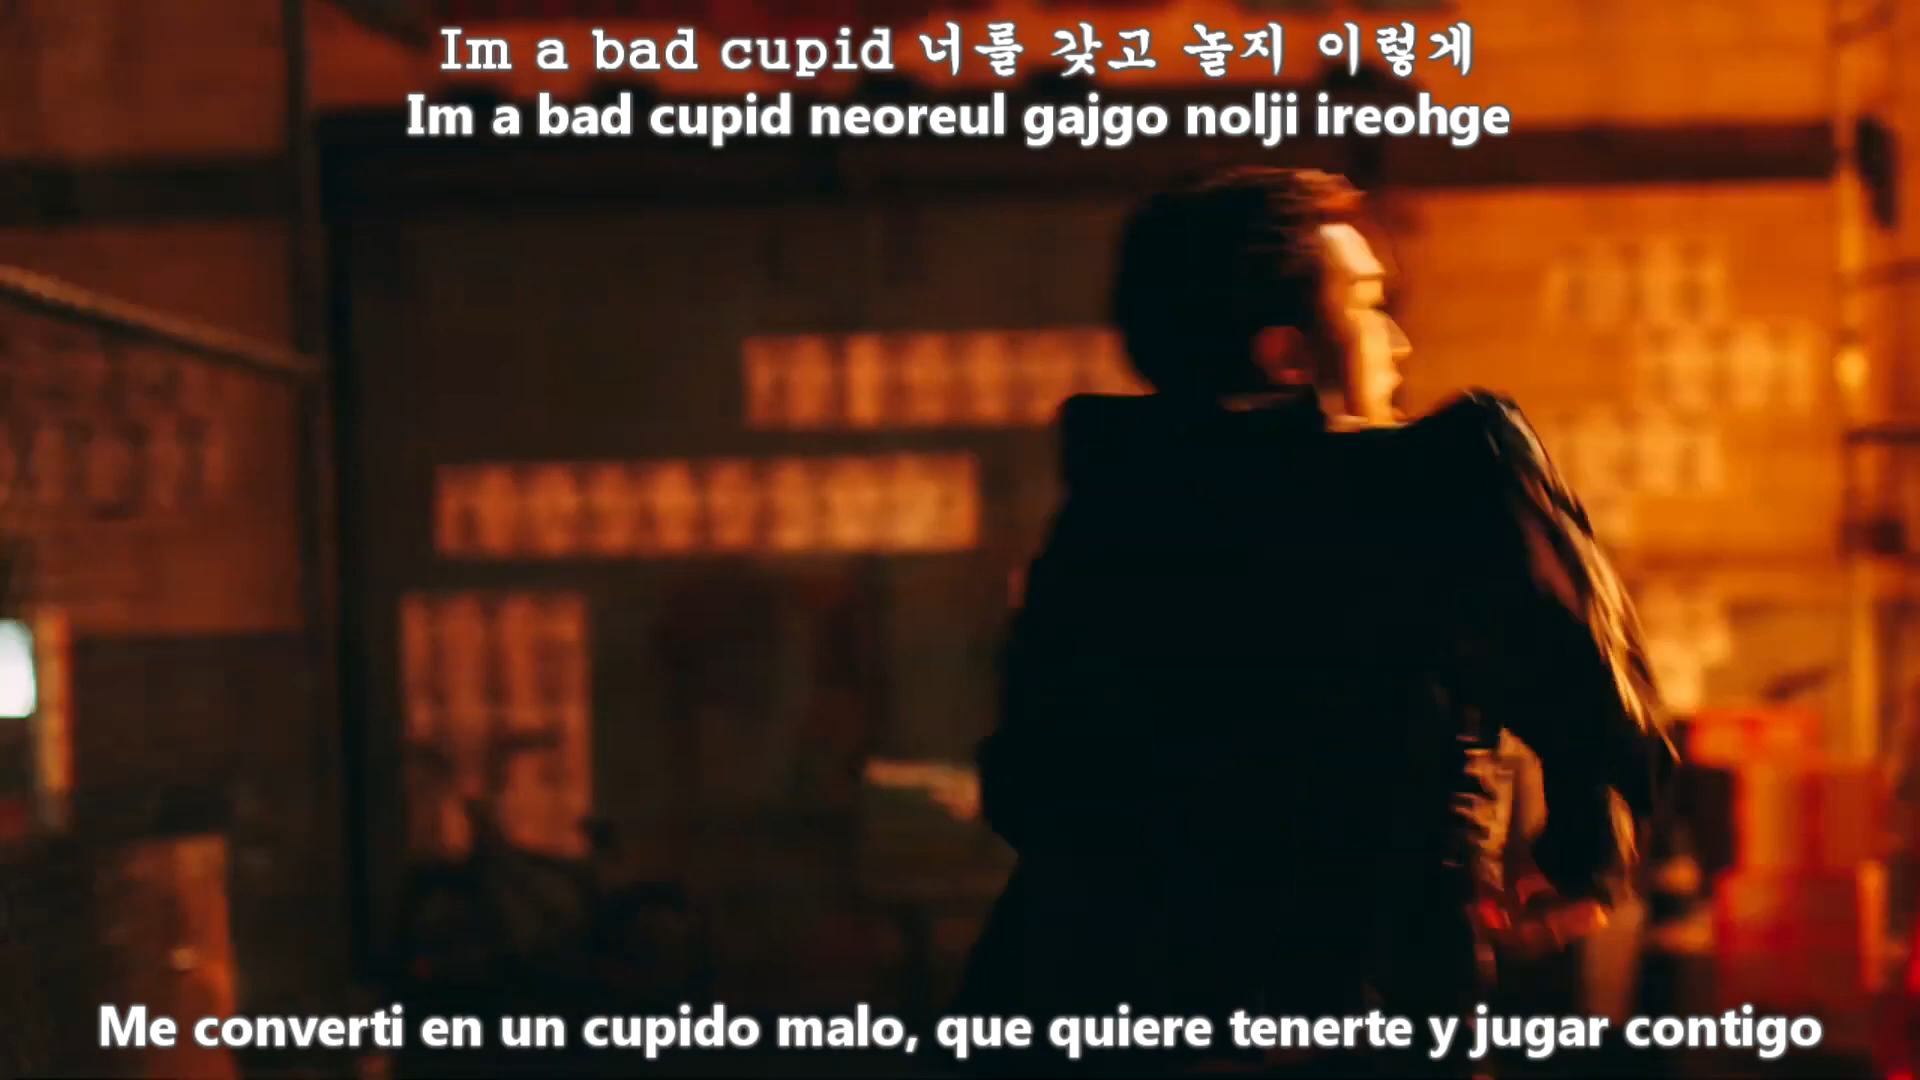 Im a bad cupid 너를 갖고 놀지 이렇게
Im a bad cupid neoreul gajgo nolji ireohge
Me converti en un cupido malo, que quiere tenerte y jugar contigo